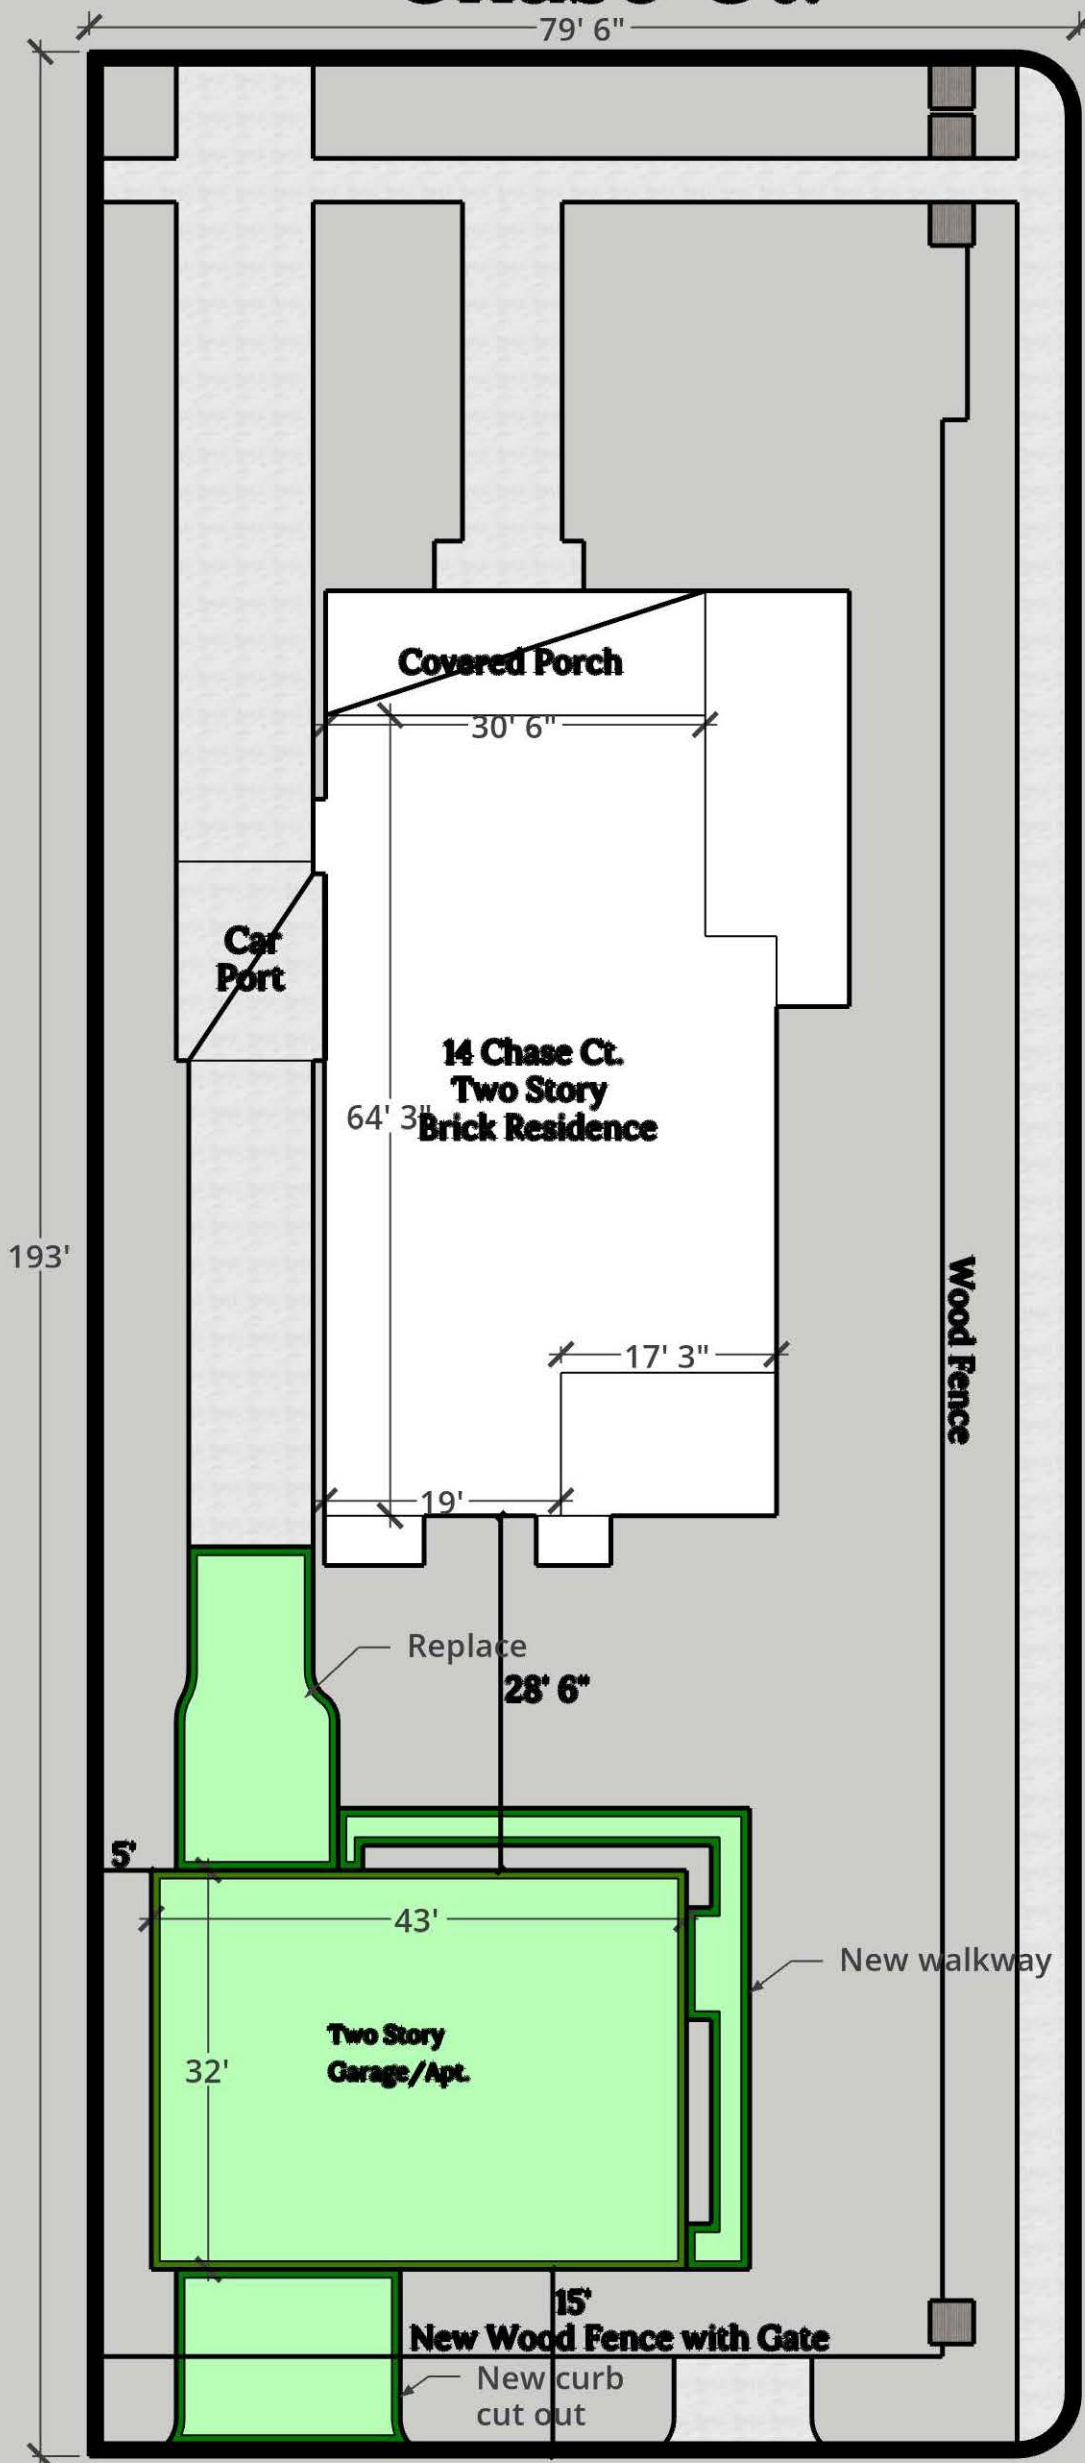 79' 6"
Covered Porch
30' 6"
Car
Port
14 Chase Ct.
Two Story
Brick Residence
64' 3"
193'
Wood Fence
17' 3"
19'
Replace
28' 6"
5'
43'
New walkway
Two Story
Garage/Apt.
32'
15'
New Wood Fence with Gate
New curb
cut out